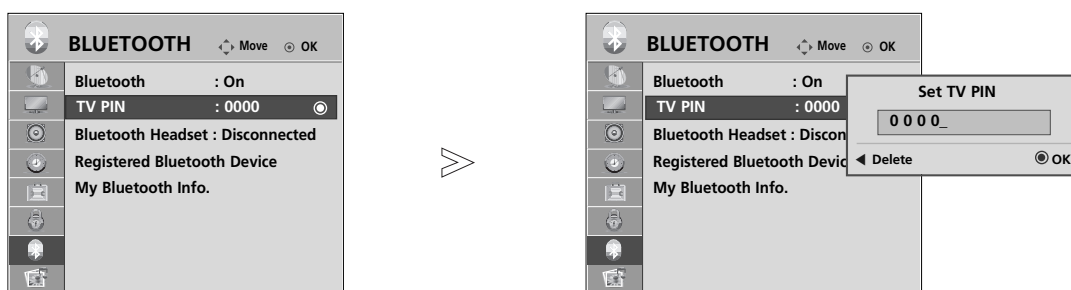 BLUETOOTH Move OK
Bluetooth : On
TV PIN : 0000
Bluetooth Headset : Disconnected
Registered Bluetooth Device
My Bluetooth Info.
BLUETOOTH Move OK
Bluetooth : On
TV PIN : 0000
Bluetooth Headset : Discon
Registered Bluetooth Devic
My Bluetooth Info.
Set TV PIN
0 0 0 0_
◀ Delete OK